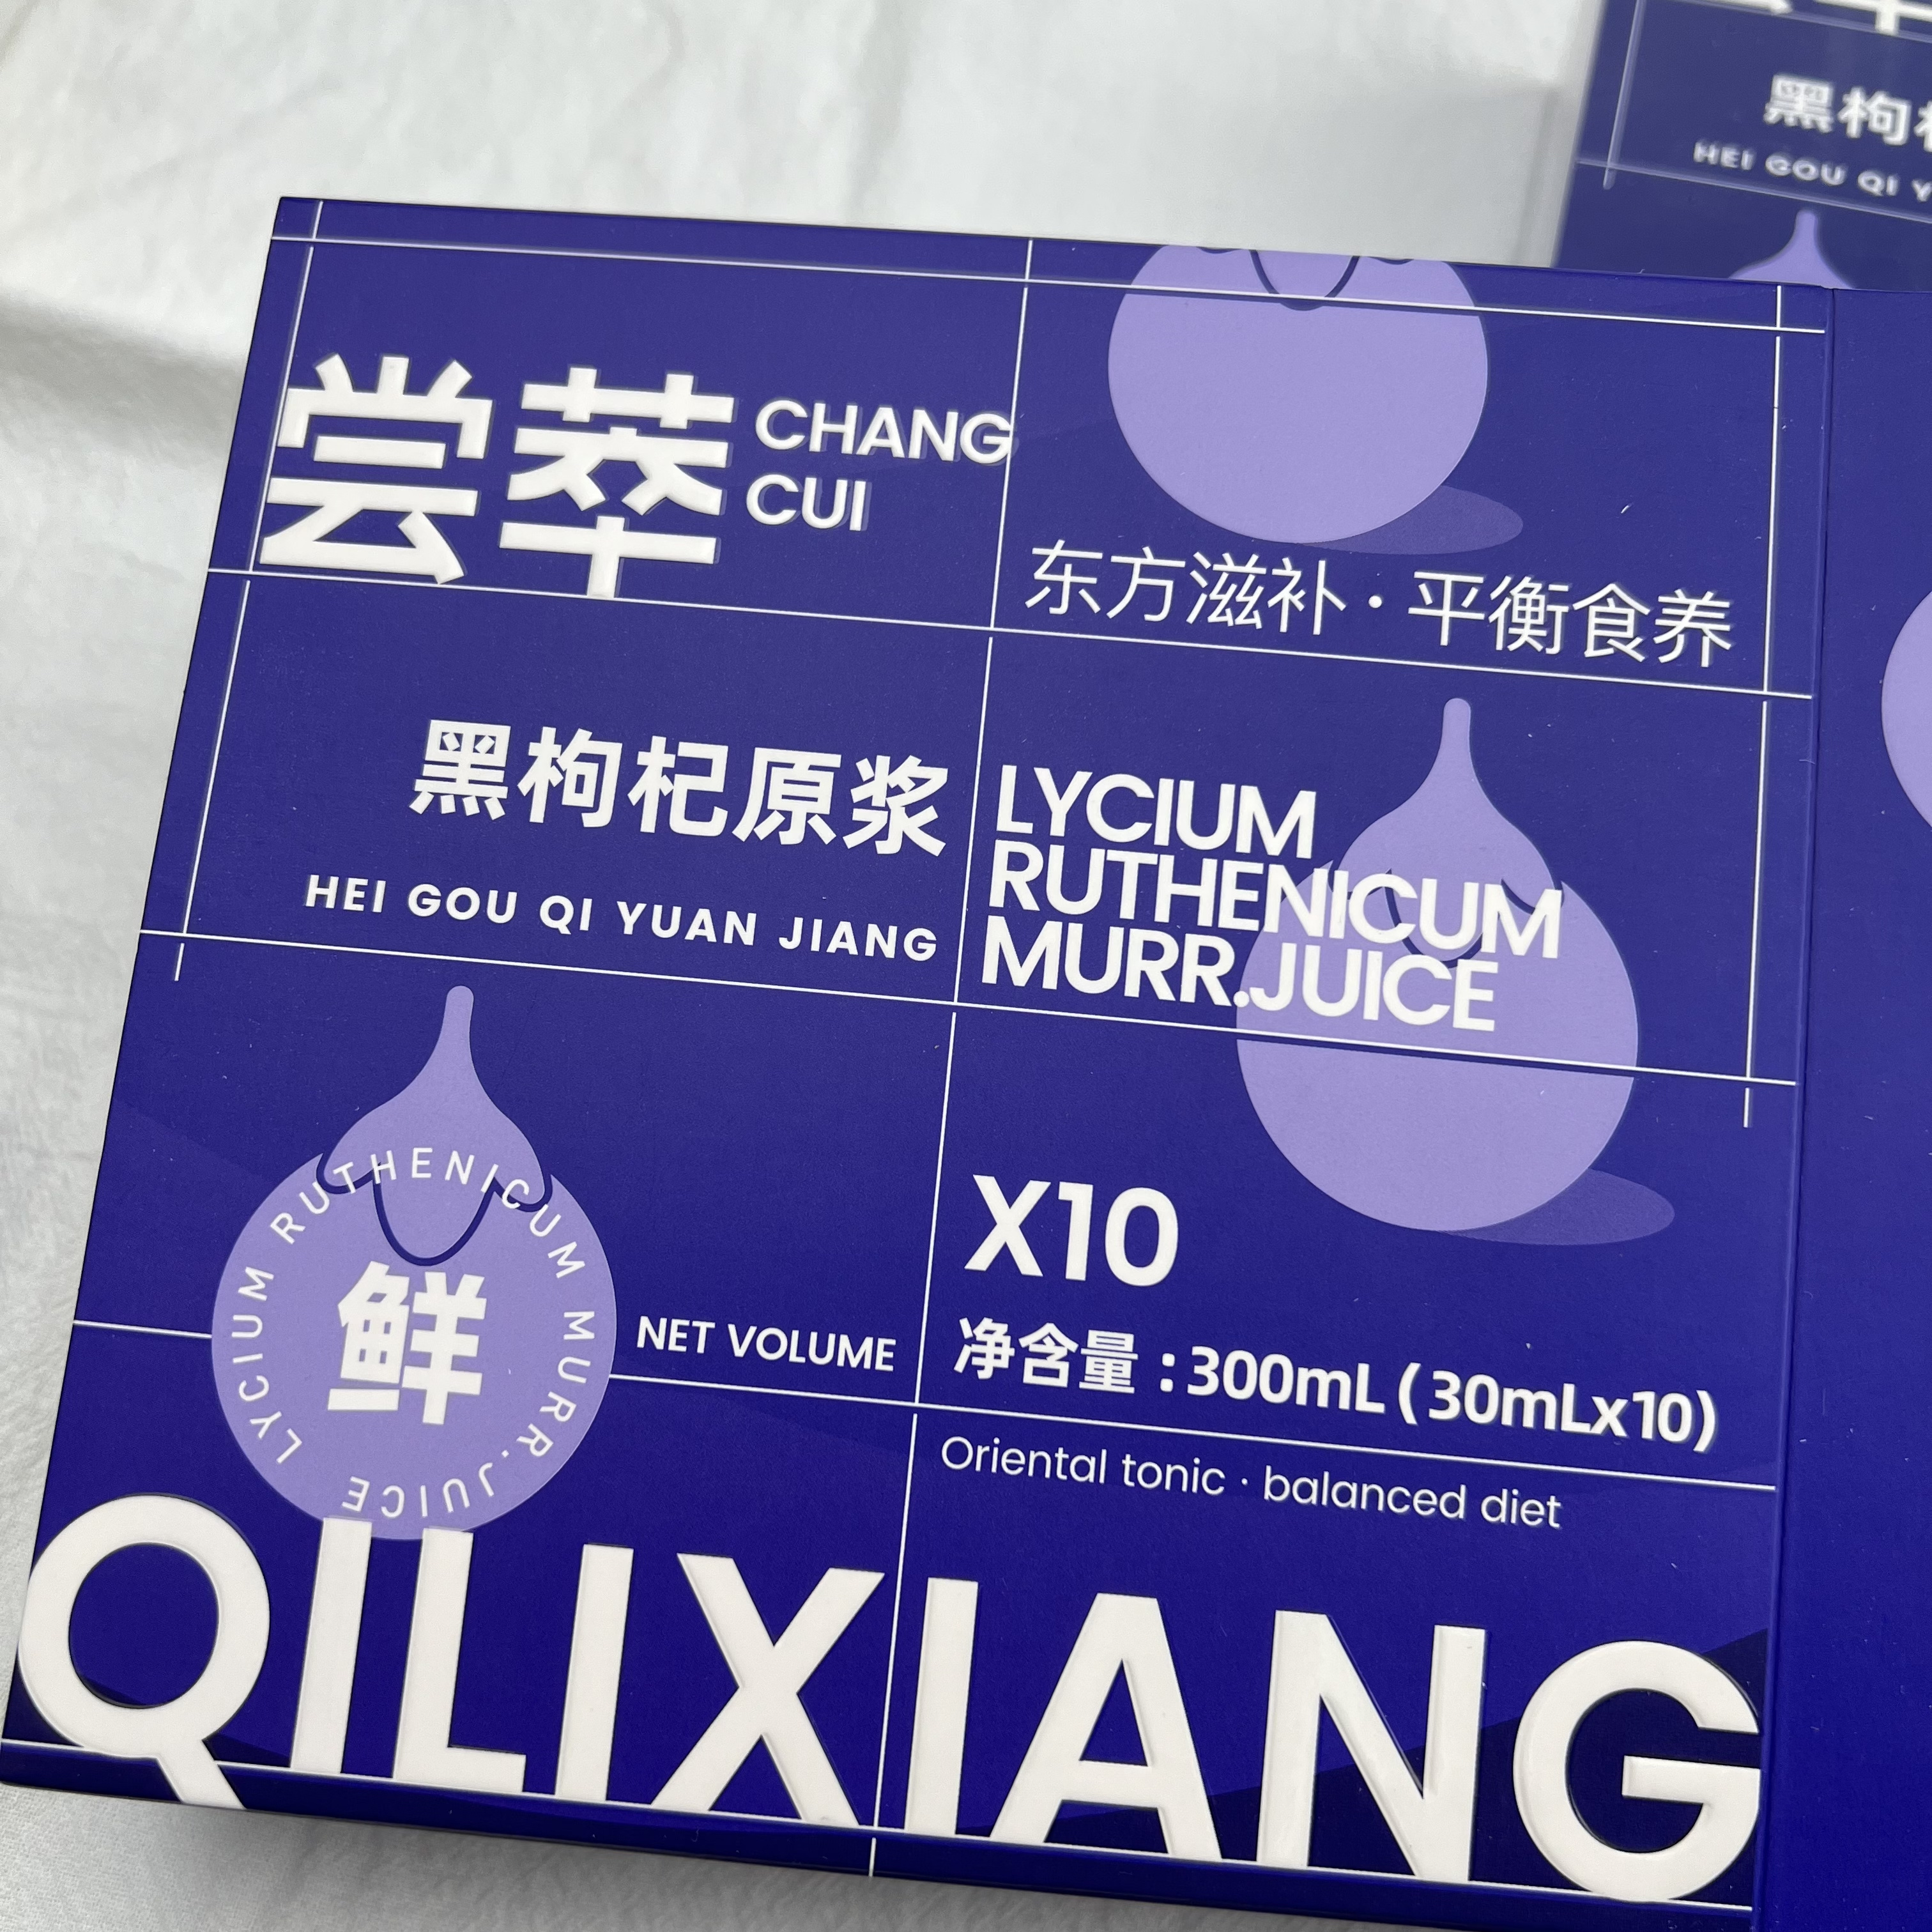 尝萃
CHANG
CUI
东方滋补·平衡食养
黑枸杞原浆
HEI GOU QI YUAN JIANG
LYCIUM
RUTHENICUM
MURR.JUICE
LYCIUM RUTHENICUM MURR.JUICE
鲜
NET VOLUME
X10
净含量:300mL(30mLx10)
Oriental tonic · balanced diet
QILIXIANG
黑枸
HEI GOU QI Y